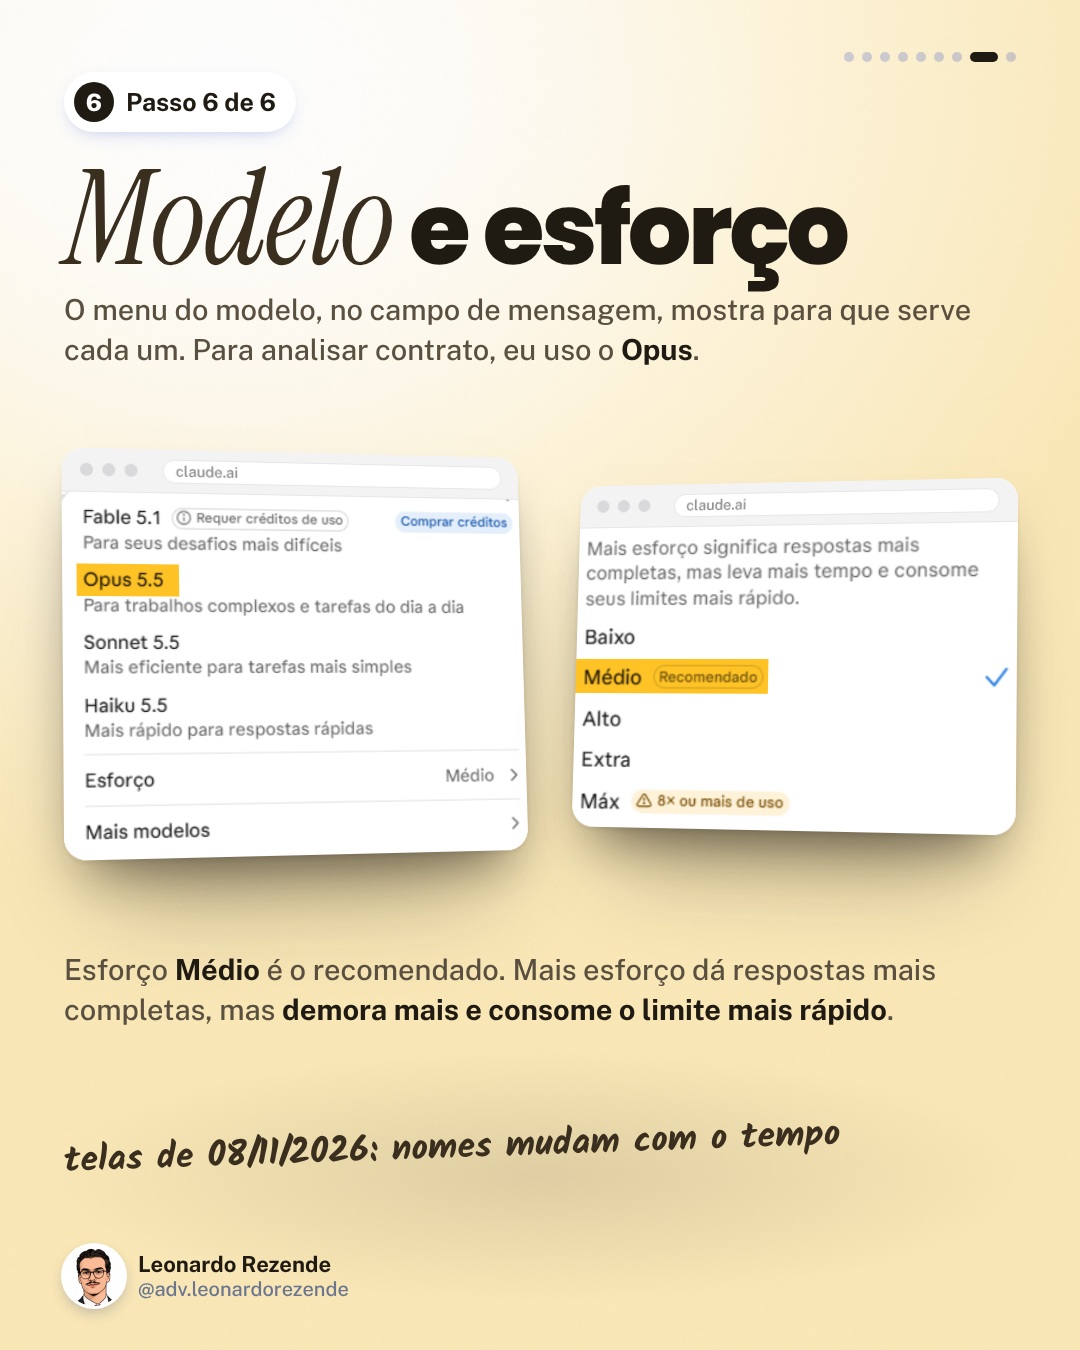 6 Passo 6 de 6
Modelo e esforço
O menu do modelo, no campo de mensagem, mostra para que serve
cada um. Para analisar contrato, eu uso o Opus.
claude.ai
Fable 5.1 Requer créditos de uso Comprar créditos
Para seus desafios mais difíceis
Opus 5.5
Para trabalhos complexos e tarefas do dia a dia
Sonnet 5.5
Mais eficiente para tarefas mais simples
Haiku 5.5
Mais rápido para respostas rápidas
Esforço Médio
Mais modelos
claude.ai
Mais esforço significa respostas mais
completas, mas leva mais tempo e consome
seus limites mais rápido.
Baixo
Médio Recomendado
Alto
Extra
Máx 8× ou mais de uso
Esforço Médio é o recomendado. Mais esforço dá respostas mais
completas, mas demora mais e consome o limite mais rápido.
telas de 08/11/2026: nomes mudam com o tempo
Leonardo Rezende
@adv.leonardorezende